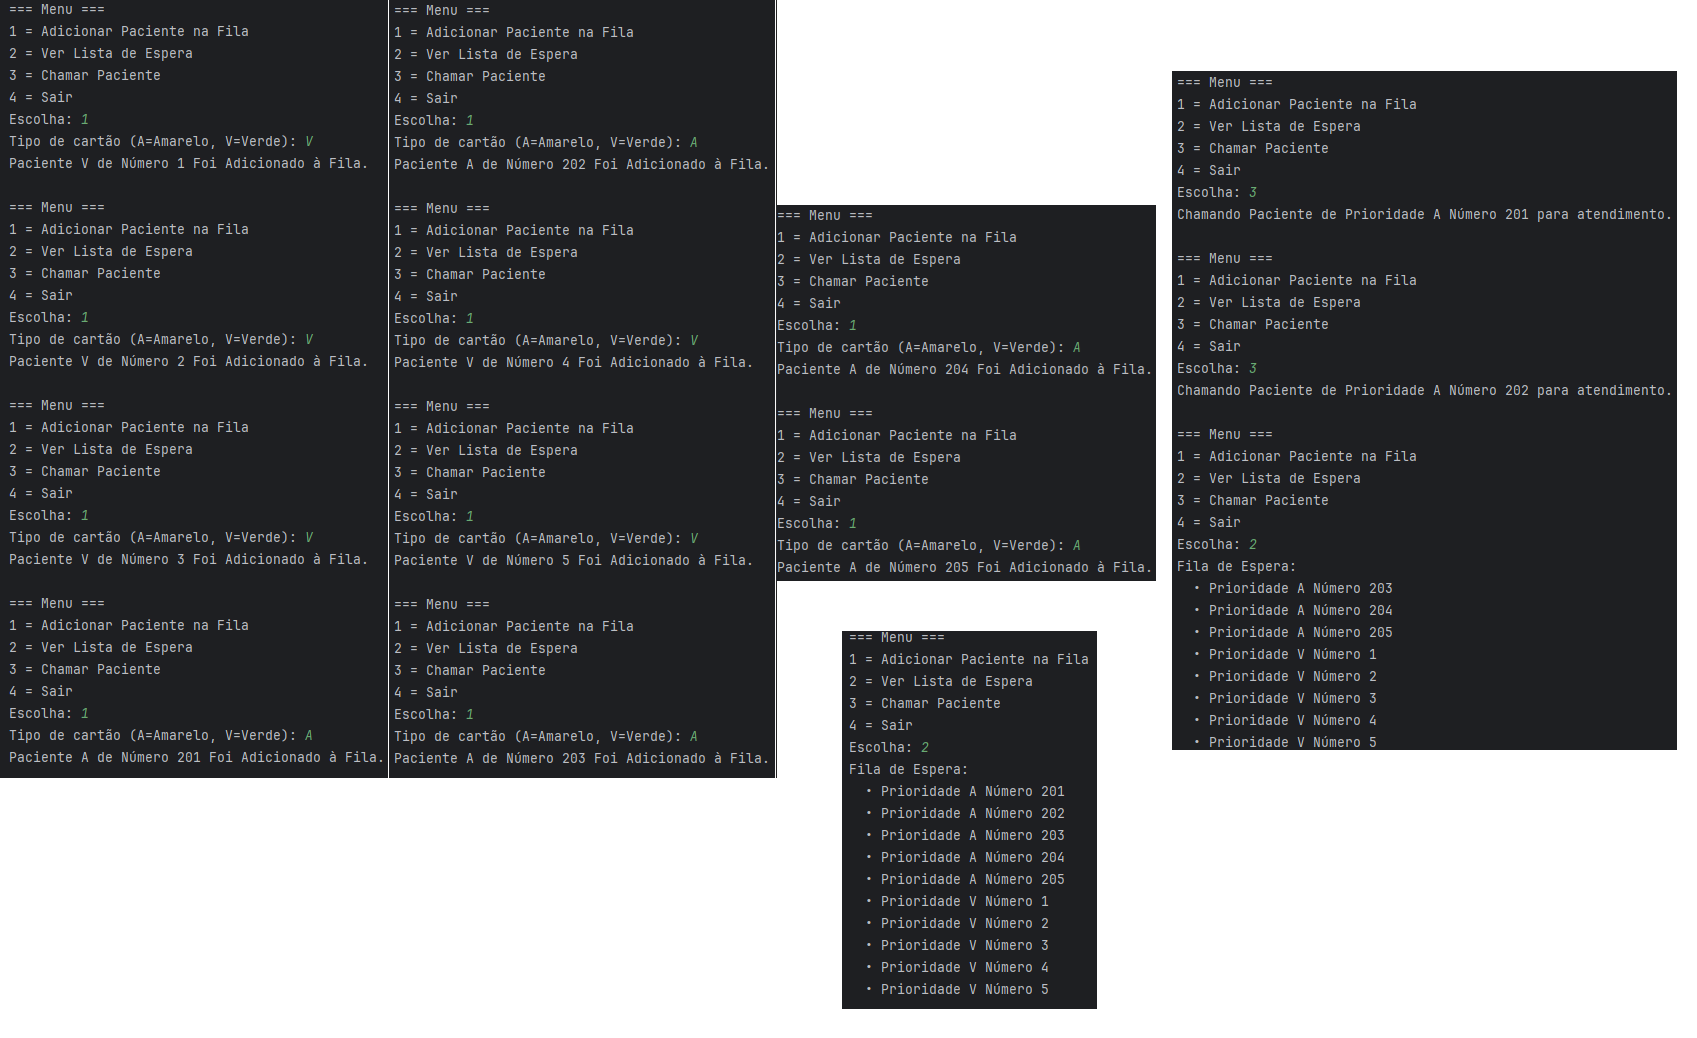 === Menu ===
1 = Adicionar Paciente na Fila
2 = Ver Lista de Espera
3 = Chamar Paciente
4 = Sair
Escolha: 1
Tipo de cartão (A=Amarelo, V=Verde): V
Paciente V de Número 1 Foi Adicionado à Fila.
=== Menu ===
1 = Adicionar Paciente na Fila
2 = Ver Lista de Espera
3 = Chamar Paciente
4 = Sair
Escolha: 1
Tipo de cartão (A=Amarelo, V=Verde): V
Paciente V de Número 2 Foi Adicionado à Fila.
=== Menu ===
1 = Adicionar Paciente na Fila
2 = Ver Lista de Espera
3 = Chamar Paciente
4 = Sair
Escolha: 1
Tipo de cartão (A=Amarelo, V=Verde): V
Paciente V de Número 3 Foi Adicionado à Fila.
=== Menu ===
1 = Adicionar Paciente na Fila
2 = Ver Lista de Espera
3 = Chamar Paciente
4 = Sair
Escolha: 1
Tipo de cartão (A=Amarelo, V=Verde): A
Paciente A de Número 201 Foi Adicionado à Fila.
=== Menu ===
1 = Adicionar Paciente na Fila
2 = Ver Lista de Espera
3 = Chamar Paciente
4 = Sair
Escolha: 1
Tipo de cartão (A=Amarelo, V=Verde): A
Paciente A de Número 202 Foi Adicionado à Fila.
=== Menu ===
1 = Adicionar Paciente na Fila
2 = Ver Lista de Espera
3 = Chamar Paciente
4 = Sair
Escolha: 1
Tipo de cartão (A=Amarelo, V=Verde): V
Paciente V de Número 4 Foi Adicionado à Fila.
=== Menu ===
1 = Adicionar Paciente na Fila
2 = Ver Lista de Espera
3 = Chamar Paciente
4 = Sair
Escolha: 1
Tipo de cartão (A=Amarelo, V=Verde): V
Paciente V de Número 5 Foi Adicionado à Fila.
=== Menu ===
1 = Adicionar Paciente na Fila
2 = Ver Lista de Espera
3 = Chamar Paciente
4 = Sair
Escolha: 1
Tipo de cartão (A=Amarelo, V=Verde): A
Paciente A de Número 203 Foi Adicionado à Fila.
=== Menu ===
1 = Adicionar Paciente na Fila
2 = Ver Lista de Espera
3 = Chamar Paciente
4 = Sair
Escolha: 1
Tipo de cartão (A=Amarelo, V=Verde): A
Paciente A de Número 204 Foi Adicionado à Fila.
=== Menu ===
1 = Adicionar Paciente na Fila
2 = Ver Lista de Espera
3 = Chamar Paciente
4 = Sair
Escolha: 1
Tipo de cartão (A=Amarelo, V=Verde): A
Paciente A de Número 205 Foi Adicionado à Fila.
=== Menu ===
1 = Adicionar Paciente na Fila
2 = Ver Lista de Espera
3 = Chamar Paciente
4 = Sair
Escolha: 2
Fila de Espera:
• Prioridade A Número 201
• Prioridade A Número 202
• Prioridade A Número 203
• Prioridade A Número 204
• Prioridade A Número 205
• Prioridade V Número 1
• Prioridade V Número 2
• Prioridade V Número 3
• Prioridade V Número 4
• Prioridade V Número 5
=== Menu ===
1 = Adicionar Paciente na Fila
2 = Ver Lista de Espera
3 = Chamar Paciente
4 = Sair
Escolha: 3
Chamando Paciente de Prioridade A Número 201 para atendimento.
=== Menu ===
1 = Adicionar Paciente na Fila
2 = Ver Lista de Espera
3 = Chamar Paciente
4 = Sair
Escolha: 3
Chamando Paciente de Prioridade A Número 202 para atendimento.
=== Menu ===
1 = Adicionar Paciente na Fila
2 = Ver Lista de Espera
3 = Chamar Paciente
4 = Sair
Escolha: 2
Fila de Espera:
• Prioridade A Número 203
• Prioridade A Número 204
• Prioridade A Número 205
• Prioridade V Número 1
• Prioridade V Número 2
• Prioridade V Número 3
• Prioridade V Número 4
• Prioridade V Número 5